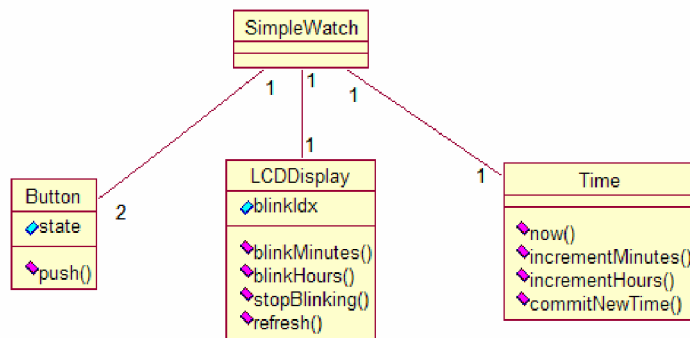 SimpleWatch
1
1
1
1
1
2
Button
state
push()
LCDDisplay
blinkIdx
blinkMinutes()
blinkHours()
stopBlinking()
refresh()
Time
now()
incrementMinutes()
incrementHours()
commitNewTime()